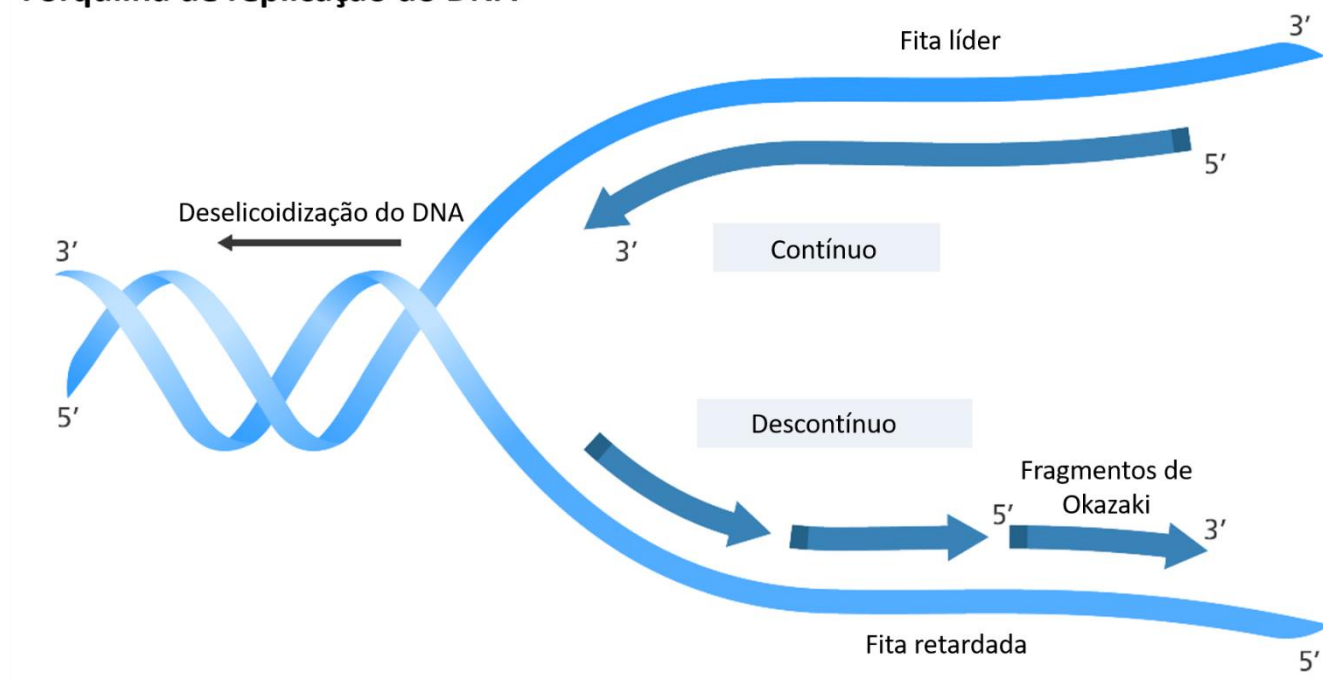 Fita líder
3’
5’
Deselicoidização do DNA
3’
3’
Contínuo
5’
Descontínuo
Fragmentos de
Okazaki
5’
3’
Fita retardada
5’